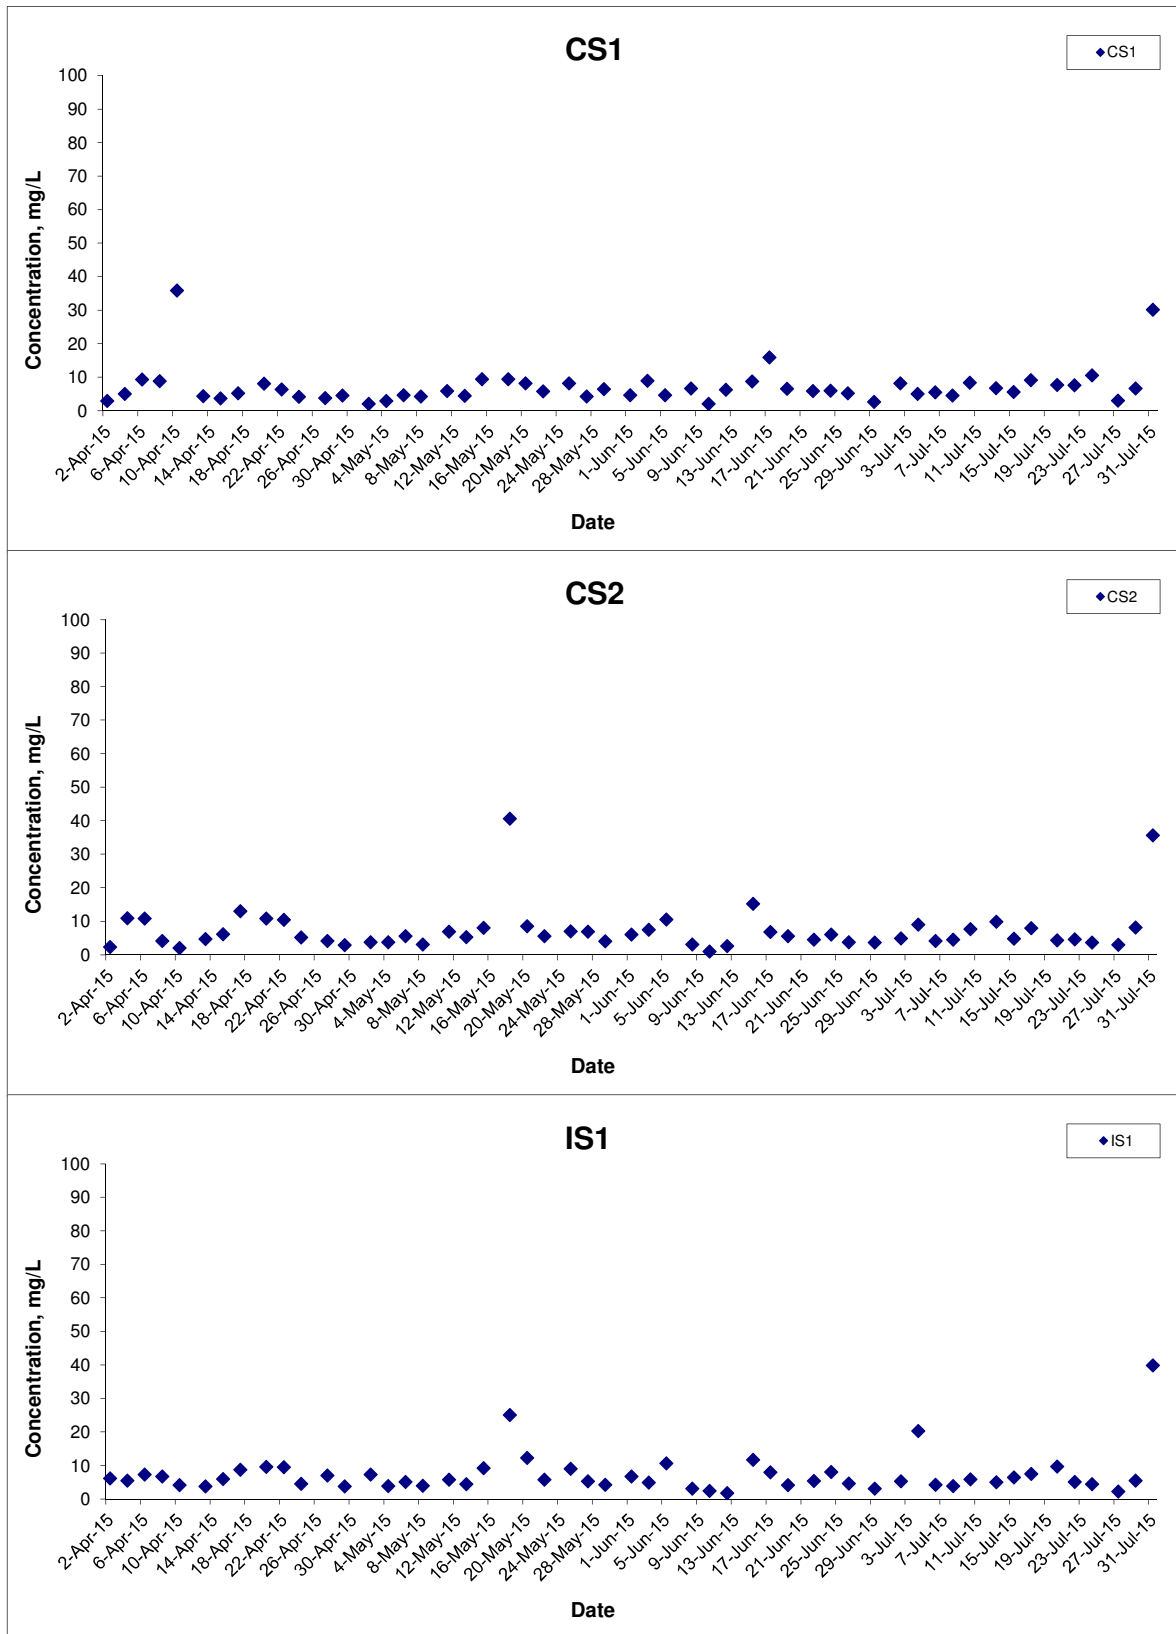 CS1
CS1
100
90
80
70
60
50
40
30
20
10
0
Concentration, mg/L
2-Apr-15
6-Apr-15
10-Apr-15
14-Apr-15
18-Apr-15
22-Apr-15
26-Apr-15
30-Apr-15
4-May-15
8-May-15
12-May-15
16-May-15
20-May-15
24-May-15
28-May-15
1-Jun-15
5-Jun-15
9-Jun-15
13-Jun-15
17-Jun-15
21-Jun-15
25-Jun-15
29-Jun-15
3-Jul-15
7-Jul-15
11-Jul-15
15-Jul-15
19-Jul-15
23-Jul-15
27-Jul-15
31-Jul-15
Date
CS2
CS2
100
90
80
70
60
50
40
30
20
10
0
Concentration, mg/L
2-Apr-15
6-Apr-15
10-Apr-15
14-Apr-15
18-Apr-15
22-Apr-15
26-Apr-15
30-Apr-15
4-May-15
8-May-15
12-May-15
16-May-15
20-May-15
24-May-15
28-May-15
1-Jun-15
5-Jun-15
9-Jun-15
13-Jun-15
17-Jun-15
21-Jun-15
25-Jun-15
29-Jun-15
3-Jul-15
7-Jul-15
11-Jul-15
15-Jul-15
19-Jul-15
23-Jul-15
27-Jul-15
31-Jul-15
Date
IS1
IS1
100
90
80
70
60
50
40
30
20
10
0
Concentration, mg/L
2-Apr-15
6-Apr-15
10-Apr-15
14-Apr-15
18-Apr-15
22-Apr-15
26-Apr-15
30-Apr-15
4-May-15
8-May-15
12-May-15
16-May-15
20-May-15
24-May-15
28-May-15
1-Jun-15
5-Jun-15
9-Jun-15
13-Jun-15
17-Jun-15
21-Jun-15
25-Jun-15
29-Jun-15
3-Jul-15
7-Jul-15
11-Jul-15
15-Jul-15
19-Jul-15
23-Jul-15
27-Jul-15
31-Jul-15
Date